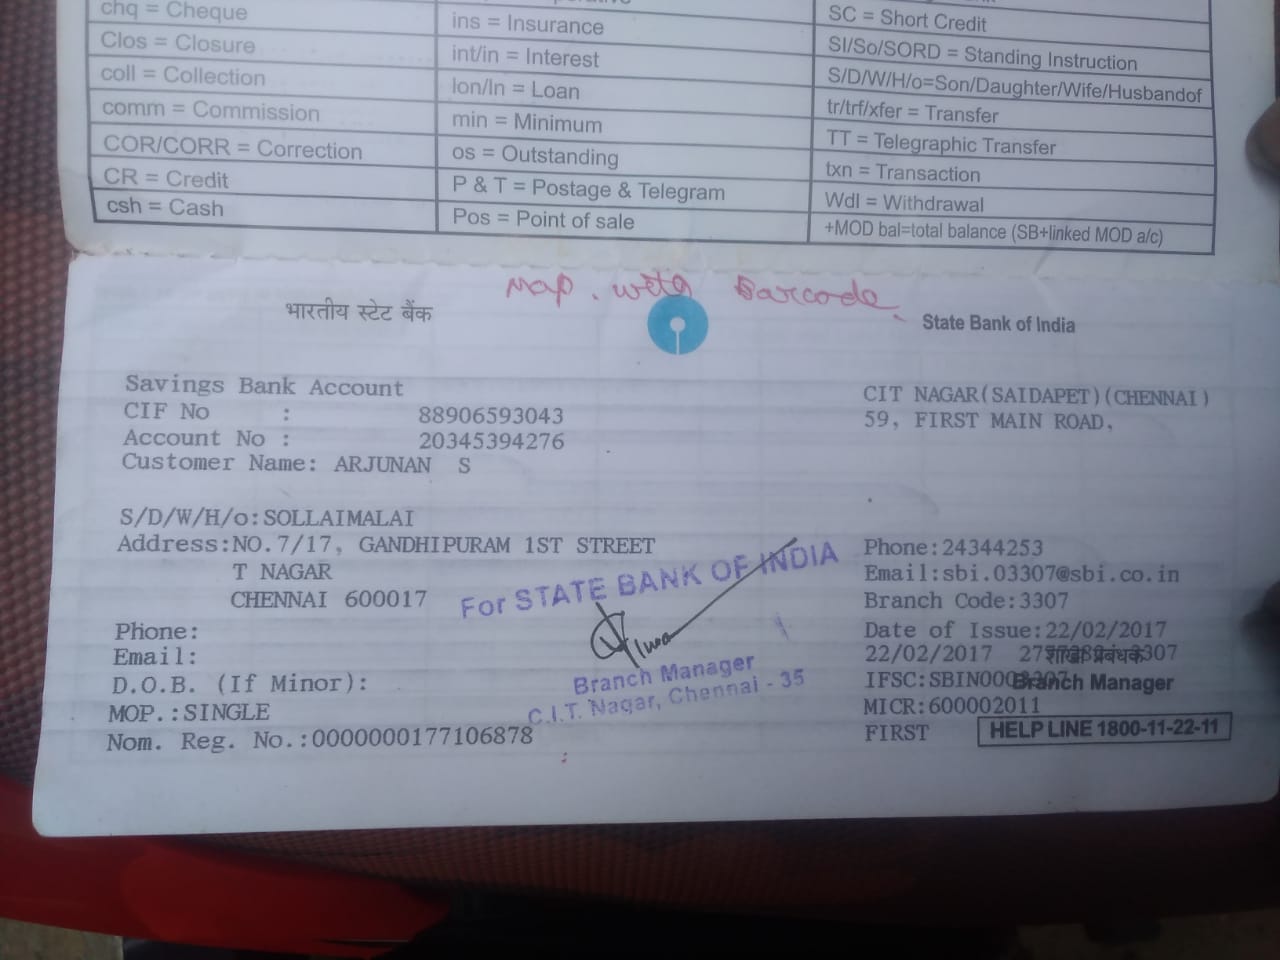 chq = Cheque
Clos = Closure
coll = Collection
comm = Commission
COR/CORR = Correction
CR = Credit
csh = Cash
ins = Insurance
int/in = Interest
lon/ln = Loan
min = Minimum
os = Outstanding
P & T = Postage & Telegram
Pos = Point of sale
SC = Short Credit
SI/So/SORD = Standing Instruction
S/D/W/H/o=Son/Daughter/Wife/Husbandof
tr/trf/xfer = Transfer
TT = Telegraphic Transfer
txn = Transaction
Wdl = Withdrawal
+MOD bal=total balance (SB+linked MOD a/c)
Barcode
भारतीय स्टेट बैंक
State Bank of India
Savings Bank Account
CIF No : 88906593043
Account No : 20345394276
Customer Name: ARJUNAN S
S/D/W/H/o:SOLLAIMALAI
Address:NO.7/17, GANDHIPURAM 1ST STREET
T NAGAR
CHENNAI 600017
Phone:
Email:
D.O.B. (If Minor):
MOP.:SINGLE
Nom. Reg. No.:0000000177106878
For STATE BANK OF INDIA
Branch Manager
C.I.T. Nagar, Chennai - 35
CIT NAGAR(SAIDAPET)(CHENNAI)
59, FIRST MAIN ROAD,
Phone:24344253
Email:sbi.03307@sbi.co.in
Branch Code:3307
Date of Issue:22/02/2017
22/02/2017 शाखा प्रबंधक
Branch Manager
MICR:600002011
FIRST
HELP LINE 1800-11-22-11